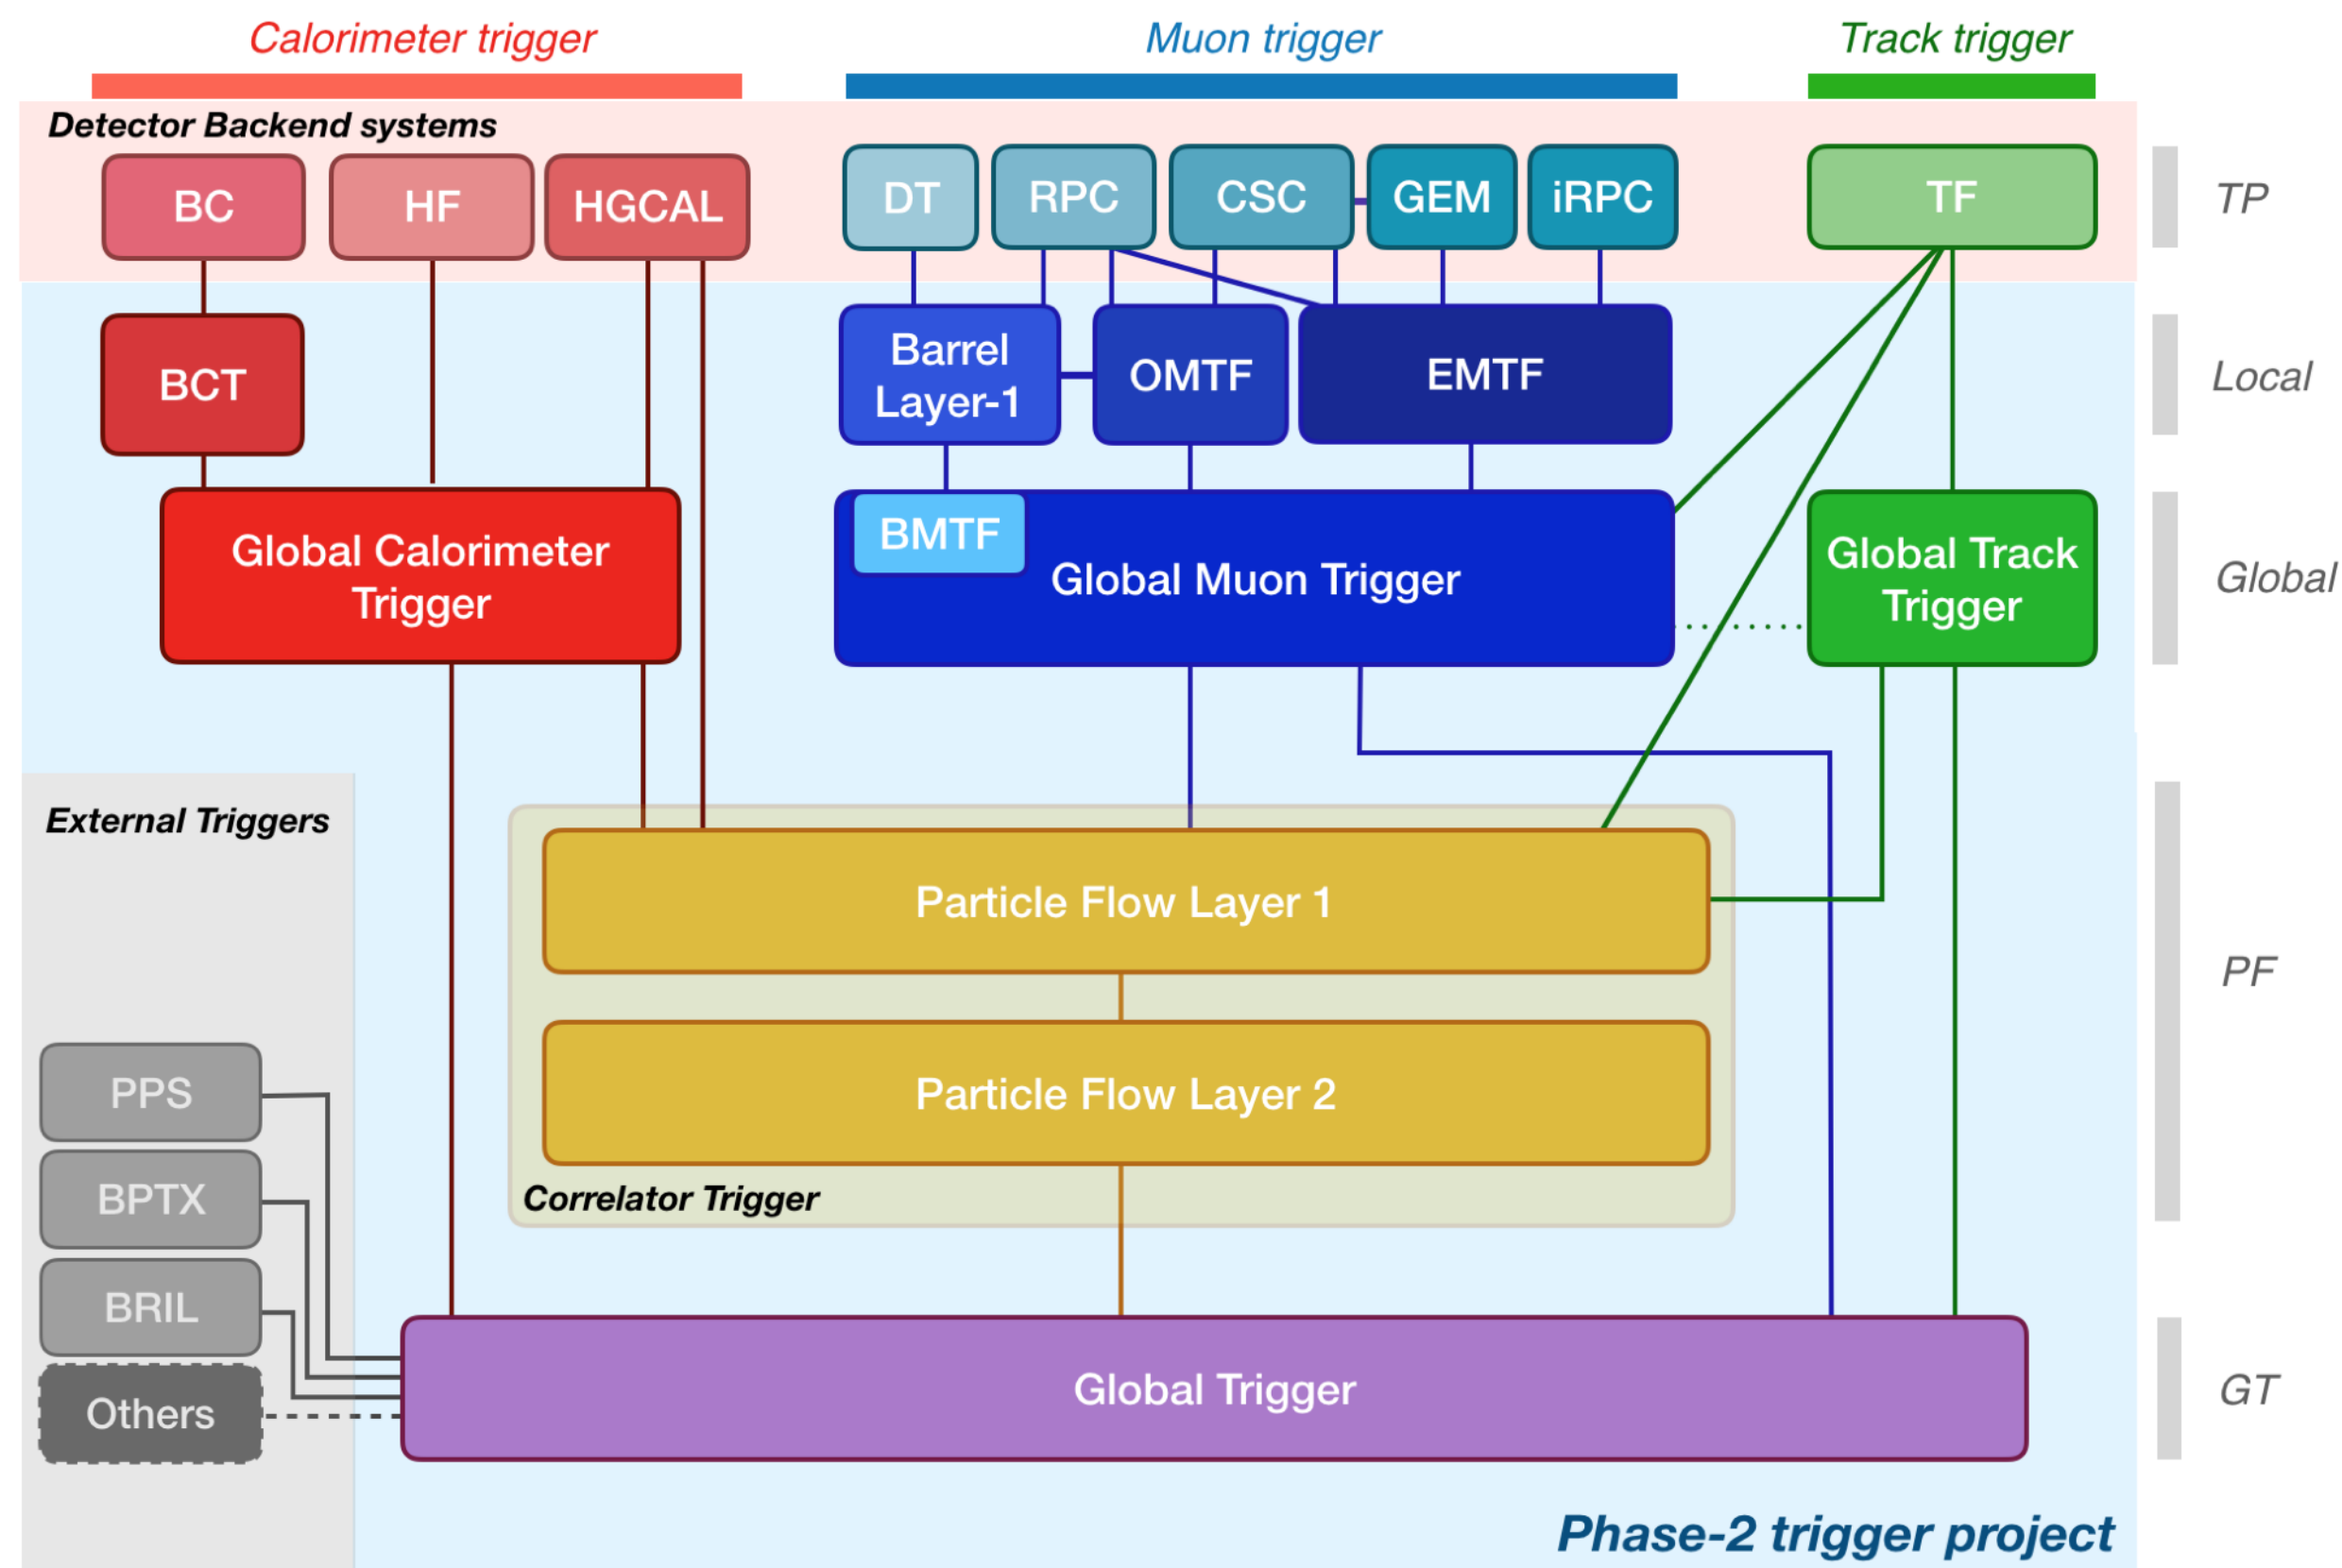 Calorimeter trigger
Muon trigger
Track trigger
Detector Backend systems
BC
HF
HGCAL
DT
RPC
CSC
GEM
iRPC
TF
TP
BCT
Barrel
Layer-1
OMTF
EMTF
Local
Global Calorimeter
Trigger
BMTF
Global Muon Trigger
Global Track
Trigger
Global
External Triggers
Particle Flow Layer 1
PF
Particle Flow Layer 2
Correlator Trigger
PPS
BPTX
BRIL
Others
Global Trigger
GT
Phase-2 trigger project